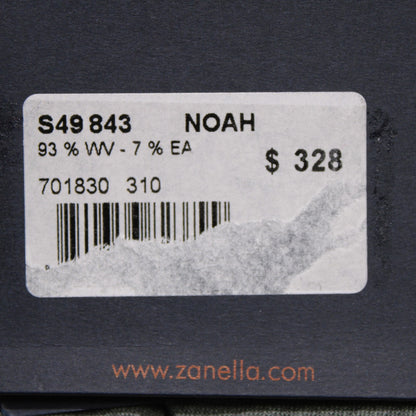 S49 843 NOAH
93 % WV - 7 % EA
$ 328
701830 310
www.zanella.com